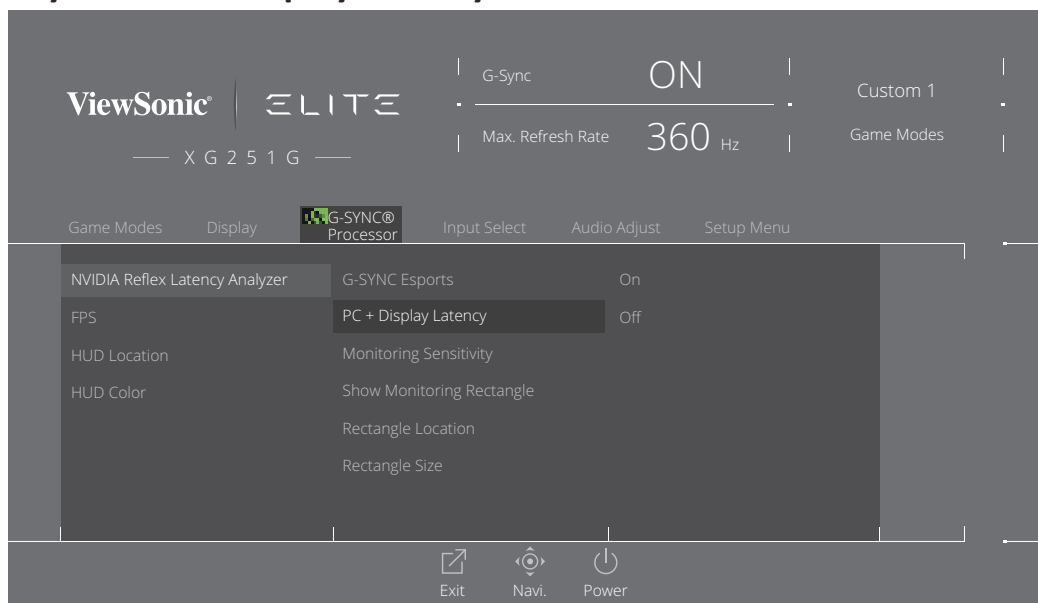 G-Sync ON
ViewSonic® ELITE
Custom 1
Max. Refresh Rate 360 Hz
Game Modes
XG251G
Game Modes Display G-SYNC® Processor Input Select Audio Adjust Setup Menu
NVIDIA Reflex Latency Analyzer G-SYNC Esports On
FPS PC + Display Latency Off
HUD Location Monitoring Sensitivity
HUD Color Show Monitoring Rectangle
Rectangle Location
Rectangle Size
Exit Navi. Power